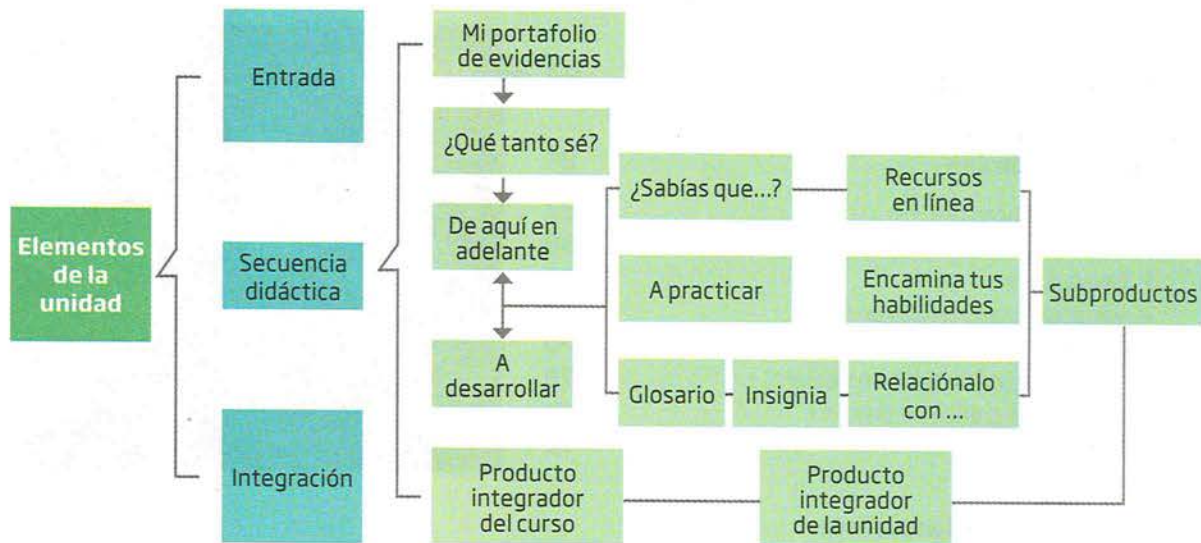 Elementos
de la
unidad
Entrada
Secuencia
didáctica
Integración
Mi portafolio
de evidencias
¿Qué tanto sé?
De aquí en
adelante
A
desarrollar
Producto
integrador
del curso
¿Sabías que...?
A practicar
Glosario
Insignia
Recursos
en línea
Encamina tus
habilidades
Relaciónalo
con ...
Producto
integrador
de la unidad
Subproductos